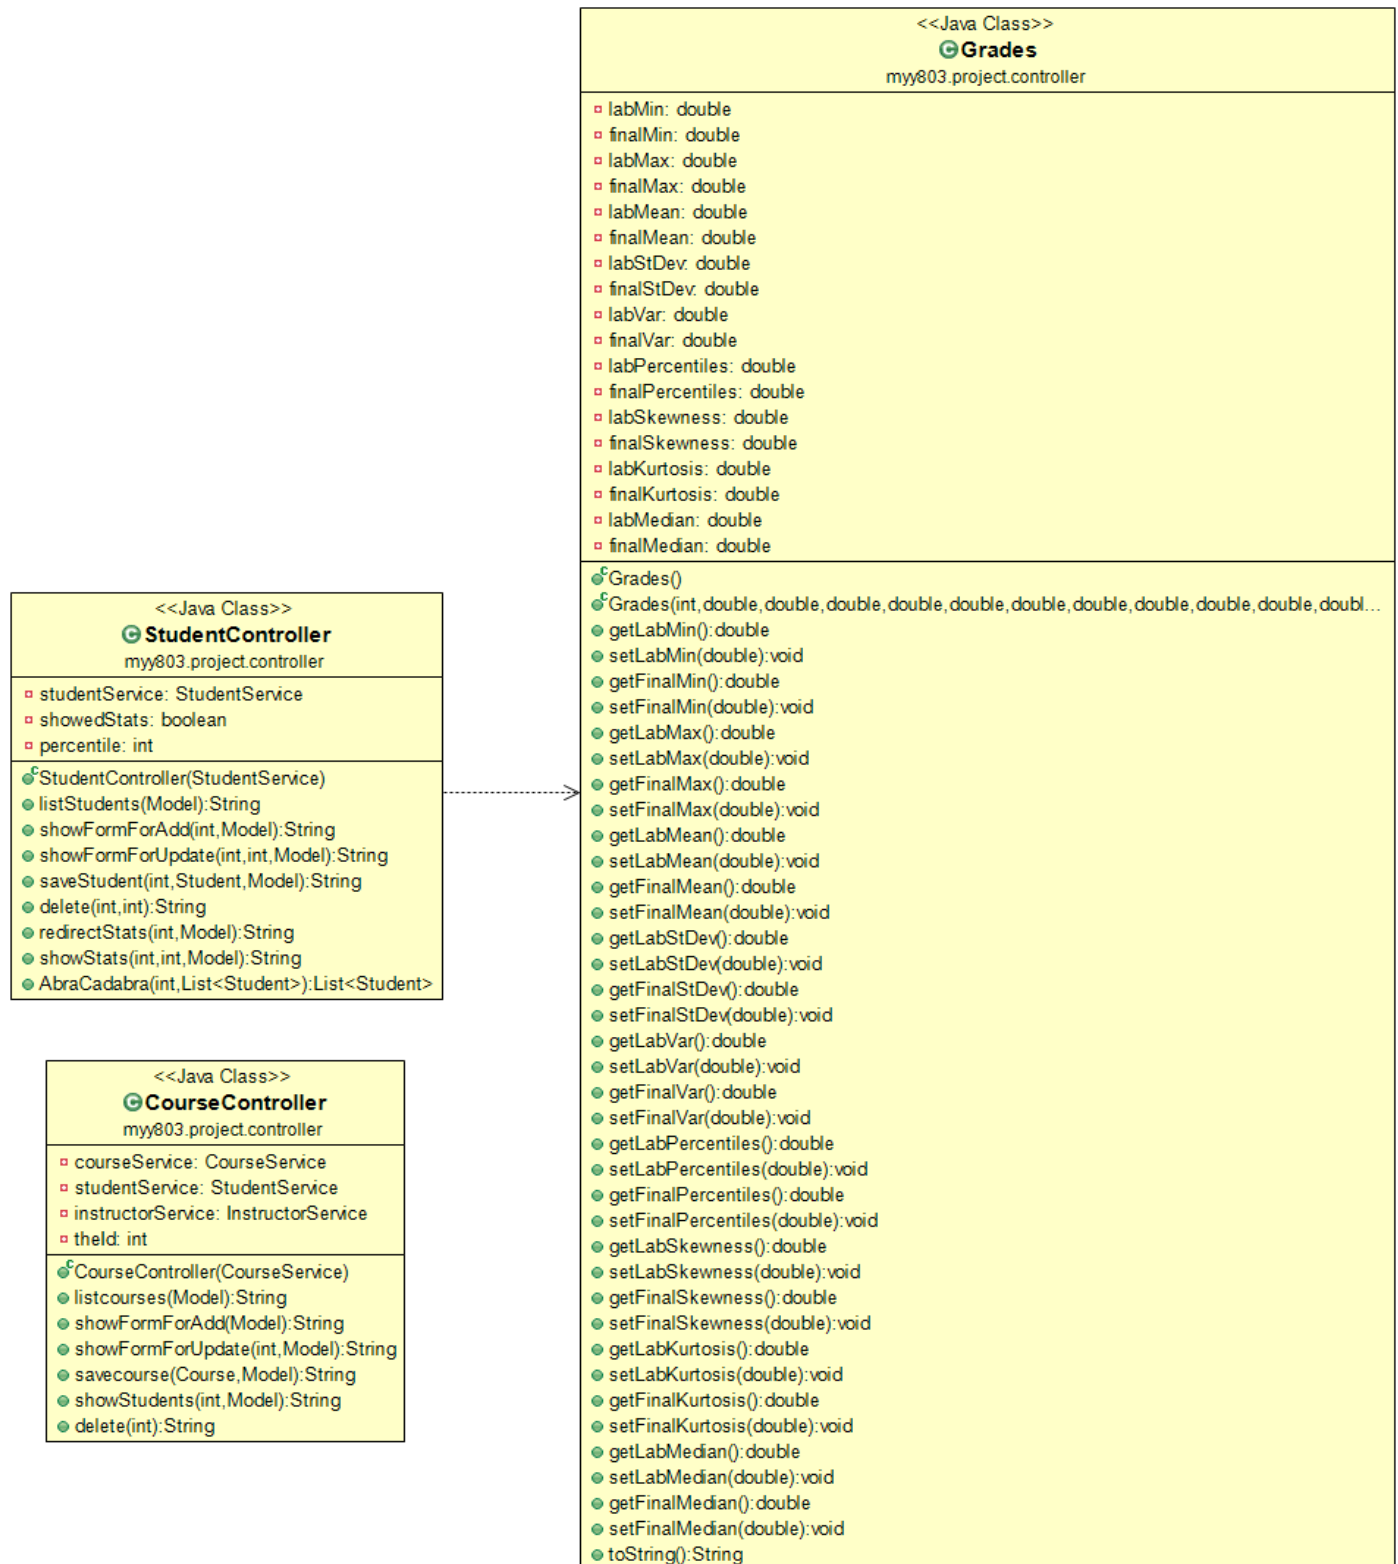 <<Java Class>>
Grades
myy803.project.controller
labMin: double
finalMin: double
labMax: double
finalMax: double
labMean: double
finalMean: double
labStDev: double
finalStDev: double
labVar: double
finalVar: double
labPercentiles: double
finalPercentiles: double
labSkewness: double
finalSkewness: double
labKurtosis: double
finalKurtosis: double
labMedian: double
finalMedian: double
Grades()
Grades(int,double,double,double,double,double,double,double,double,double,double,doubl...
getLabMin():double
setLabMin(double):void
getFinalMin():double
setFinalMin(double):void
getLabMax():double
setLabMax(double):void
getFinalMax():double
setFinalMax(double):void
getLabMean():double
setLabMean(double):void
getFinalMean():double
setFinalMean(double):void
getLabStDev():double
setLabStDev(double):void
getFinalStDev():double
setFinalStDev(double):void
getLabVar():double
setLabVar(double):void
getFinalVar():double
setFinalVar(double):void
getLabPercentiles():double
setLabPercentiles(double):void
getFinalPercentiles():double
setFinalPercentiles(double):void
getLabSkewness():double
setLabSkewness(double):void
getFinalSkewness():double
setFinalSkewness(double):void
getLabKurtosis():double
setLabKurtosis(double):void
getFinalKurtosis():double
setFinalKurtosis(double):void
getLabMedian():double
setLabMedian(double):void
getFinalMedian():double
setFinalMedian(double):void
toString():String
<<Java Class>>
StudentController
myy803.project.controller
studentService: StudentService
showedStats: boolean
percentile: int
StudentController(StudentService)
listStudents(Model):String
showFormForAdd(int,Model):String
showFormForUpdate(int,int,Model):String
saveStudent(int,Student,Model):String
delete(int,int):String
redirectStats(int,Model):String
showStats(int,int,Model):String
AbraCadabra(int,List<Student>):List<Student>
<<Java Class>>
CourseController
myy803.project.controller
courseService: CourseService
studentService: StudentService
instructorService: InstructorService
theId: int
CourseController(CourseService)
listcourses(Model):String
showFormForAdd(Model):String
showFormForUpdate(int,Model):String
savecourse(Course,Model):String
showStudents(int,Model):String
delete(int):String